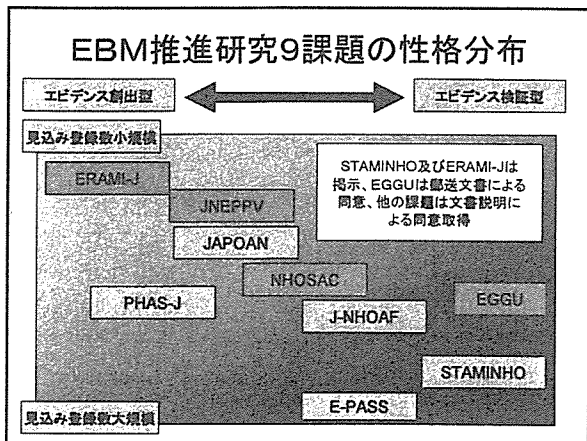 EBM推進研究9課題の性格分布
エビデンス創出型
エビデンス検証型
見込み登録数小規模
STAMINHO及びERAMI-Jは
掲示、EGGUは郵送文書による
同意、他の課題は文書説明に
よる同意取得
ERAMI-J
JNEPPV
JAPOAN
NHOSAC
PHAS-J
J-NHOAF
EGGU
STAMINHO
E-PASS
見込み登録数大規模